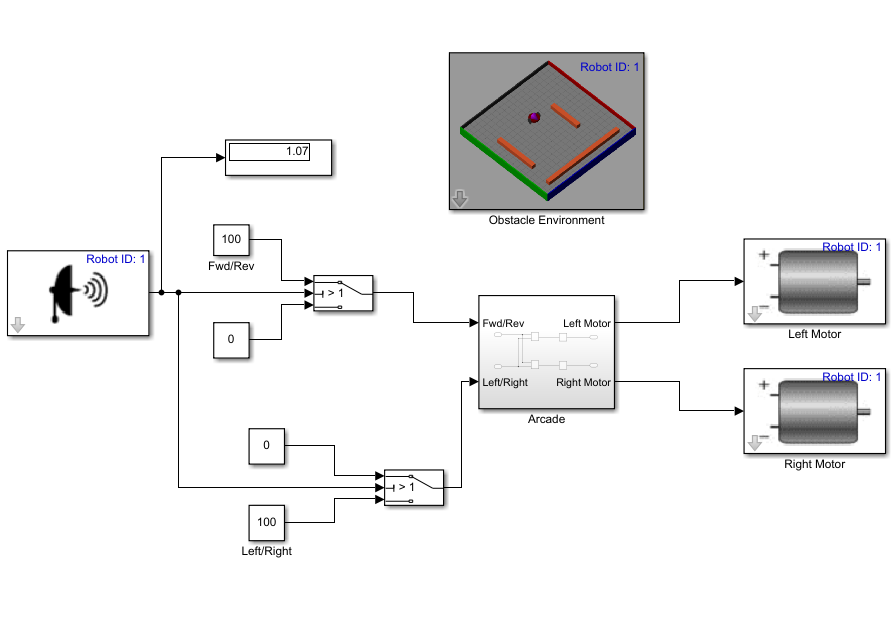 Robot ID: 1
Obstacle Environment
1.07
100
Fwd/Rev
Robot ID: 1
> 1
0
Robot ID: 1
Left Motor
Fwd/Rev
Left Motor
Left/Right
Right Motor
Arcade
Robot ID: 1
Right Motor
0
> 1
100
Left/Right